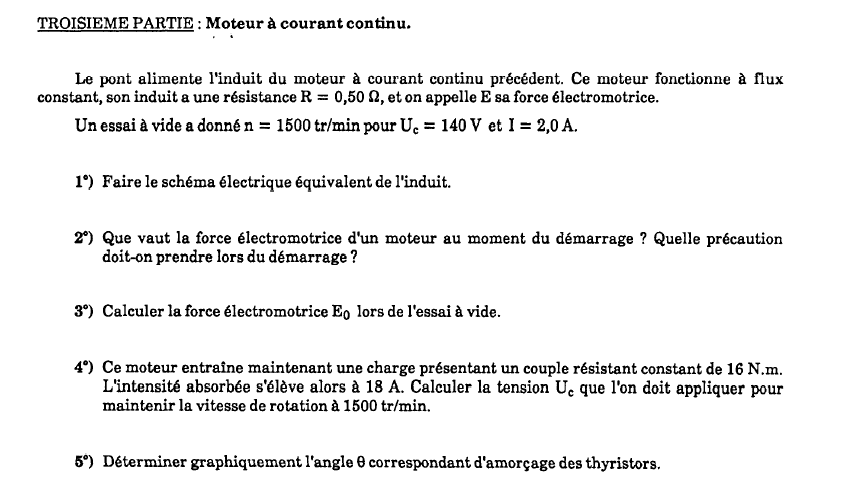 TROISIEME PARTIE : Moteur à courant continu.
Le pont alimente l'induit du moteur à courant continu précédent. Ce moteur fonctionne à flux
constant, son induit a une résistance R = 0,50 Ω, et on appelle E sa force électromotrice.
Un essai à vide a donné n = 1500 tr/min pour Uc = 140 V et I = 2,0 A.
1°) Faire le schéma électrique équivalent de l'induit.
2°) Que vaut la force électromotrice d'un moteur au moment du démarrage ? Quelle précaution
doit-on prendre lors du démarrage ?
3°) Calculer la force électromotrice E0 lors de l'essai à vide.
4°) Ce moteur entraîne maintenant une charge présentant un couple résistant constant de 16 N.m.
L'intensité absorbée s'élève alors à 18 A. Calculer la tension Uc que l'on doit appliquer pour
maintenir la vitesse de rotation à 1500 tr/min.
5°) Déterminer graphiquement l'angle θ correspondant d'amorçage des thyristors.